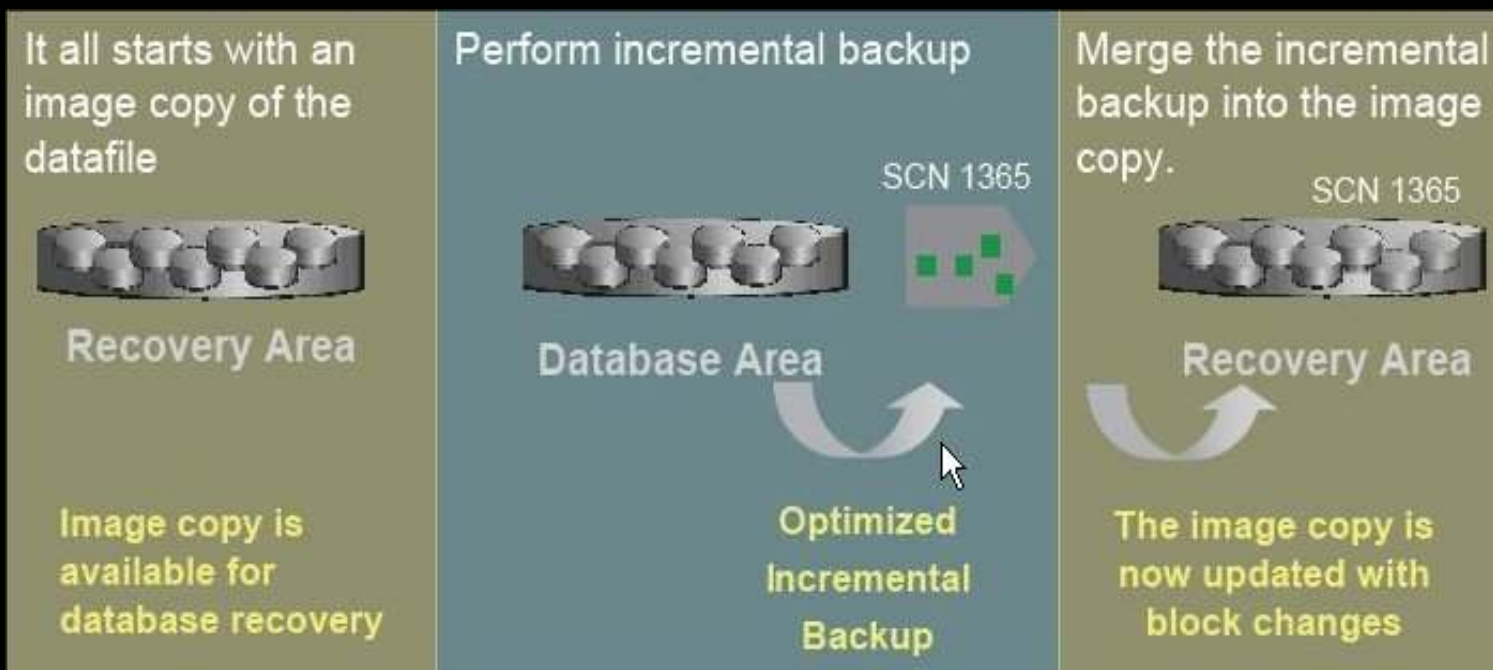 It all starts with an
image copy of the
datafile
Recovery Area
Image copy is
available for
database recovery
Perform incremental backup
SCN 1365
Database Area
Optimized
Incremental
Backup
Merge the incremental
backup into the image
copy.
SCN 1365
Recovery Area
The image copy is
now updated with
block changes